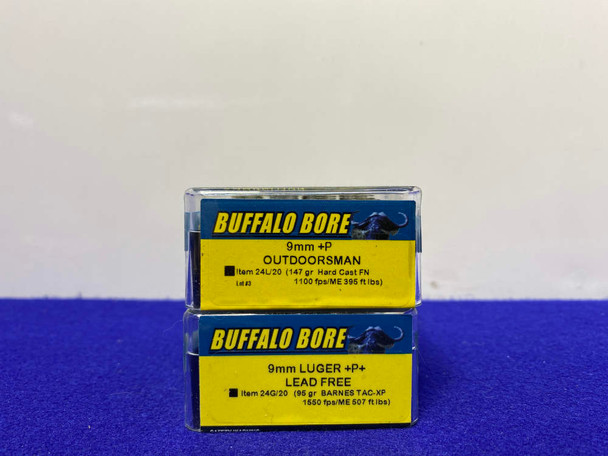 BUFFALO BORE
9mm +P
OUTDOORSMAN
Item 24L/20 (147 gr Hard Cast FN
Lot #3
1100 fps/ME 395 ft lbs)
BUFFALO BORE
9mm LUGER +P+
LEAD FREE
Item 24G/20 (95 gr BARNES TAC-XP
1550 fps/ME 507 ft lbs)